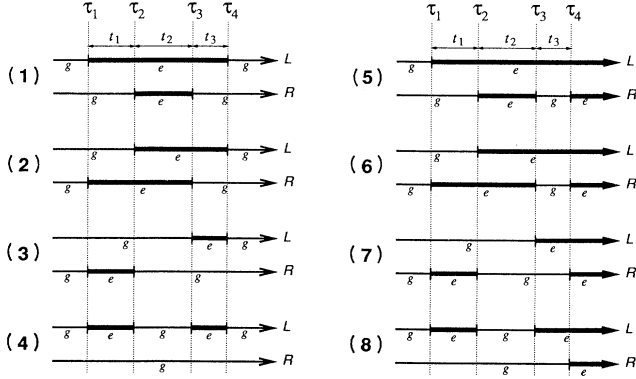 τ1 τ2 τ3 τ4
t1 t2 t3
(1)
g e g L
g e g R
(2)
g e g L
g e g R
(3)
g e g L
g e g R
(4)
g e g e g L
g R
τ1 τ2 τ3 τ4
t1 t2 t3
(5)
g e L
g e g e R
(6)
g e L
g e g e R
(7)
g e L
g e g e R
(8)
g e g e L
g e R